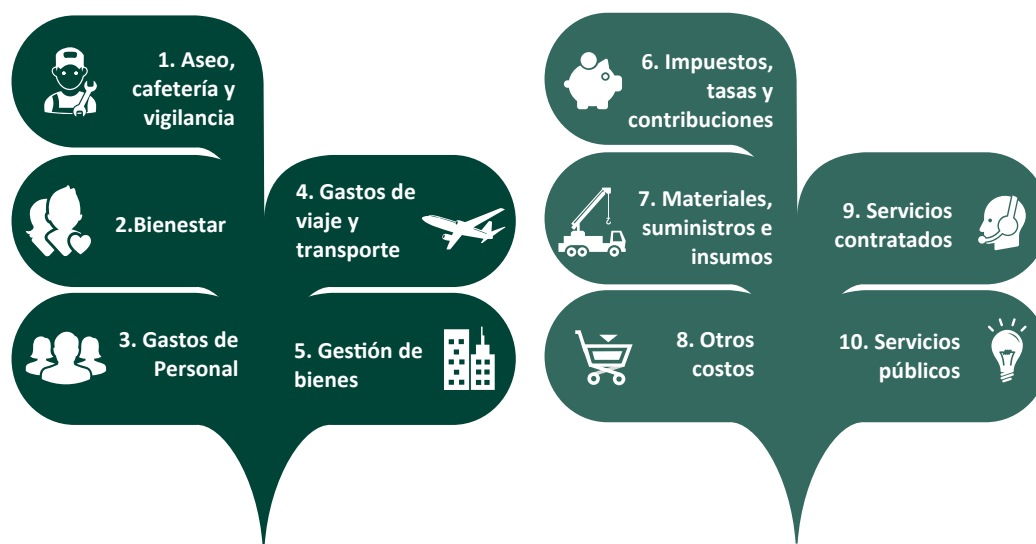 1. Aseo,
cafetería y
vigilancia
2.Bienestar
3. Gastos de
Personal
4. Gastos de
viaje y
transporte
5. Gestión de
bienes
6. Impuestos,
tasas y
contribuciones
7. Materiales,
suministros e
insumos
8. Otros
costos
9. Servicios
contratados
10. Servicios
públicos